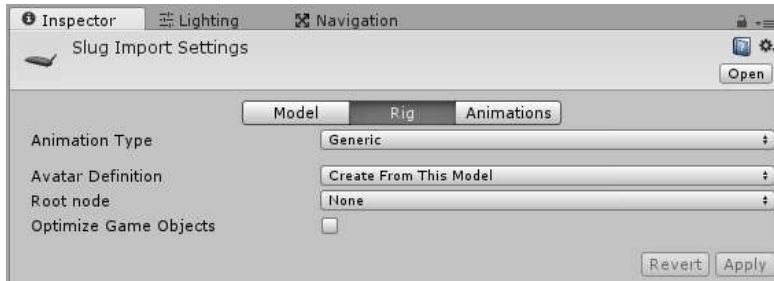 Inspector Lighting Navigation
Slug Import Settings
Open
Model Rig Animations
Animation Type Generic
Avatar Definition Create From This Model
Root node None
Optimize Game Objects
Revert Apply